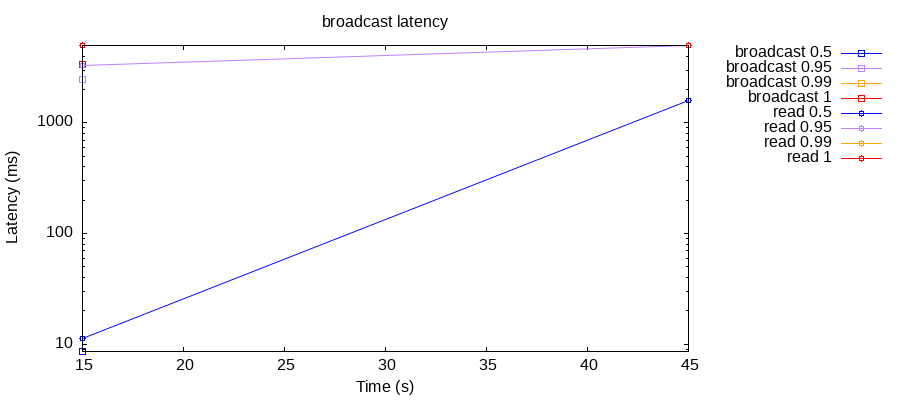 broadcast latency
broadcast 0.5
broadcast 0.95
broadcast 0.99
broadcast 1
read 0.5
read 0.95
read 0.99
read 1
Latency (ms)
1000
100
10
15 20 25 30 35 40 45
Time (s)